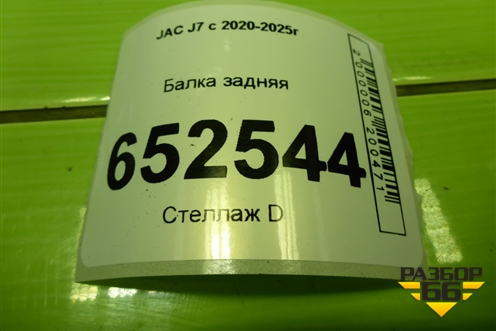 JAC J7 с 2020-2025г
Балка задняя
652544
Стеллаж D
2000006200471
РАЗБОР
66